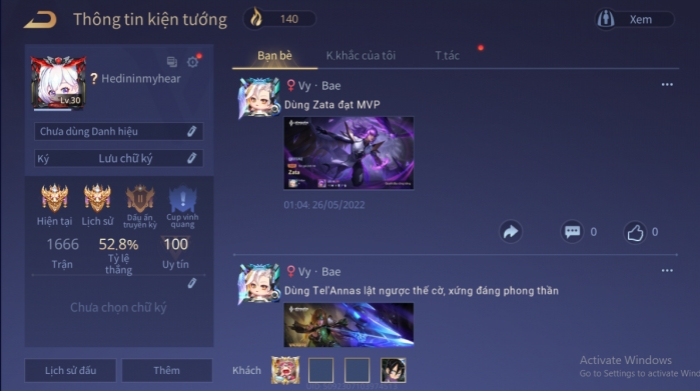 Thông tin kiện tướng
140
Xem
Bạn bè
K.khắc của tôi
T.tác
Lv.30
? Hedininmyhear
Chưa dùng Danh hiệu
Ký Lưu chữ ký
Hiện tại
Lịch sử
Dấu ấn truyền kỳ
Cup vinh quang
1666
Trận
52.8%
Tỷ lệ thắng
100
Uy tín
Chưa chọn chữ ký
Lịch sử đấu
Thêm
Vy · Bae
Dùng Zata đạt MVP
Zata
01:04 26/05/2022
0
0
Vy · Bae
Dùng Tel'Annas lật ngược thế cờ, xứng đáng phong thần
Khách
Activate Windows
Go to Settings to activate Wind